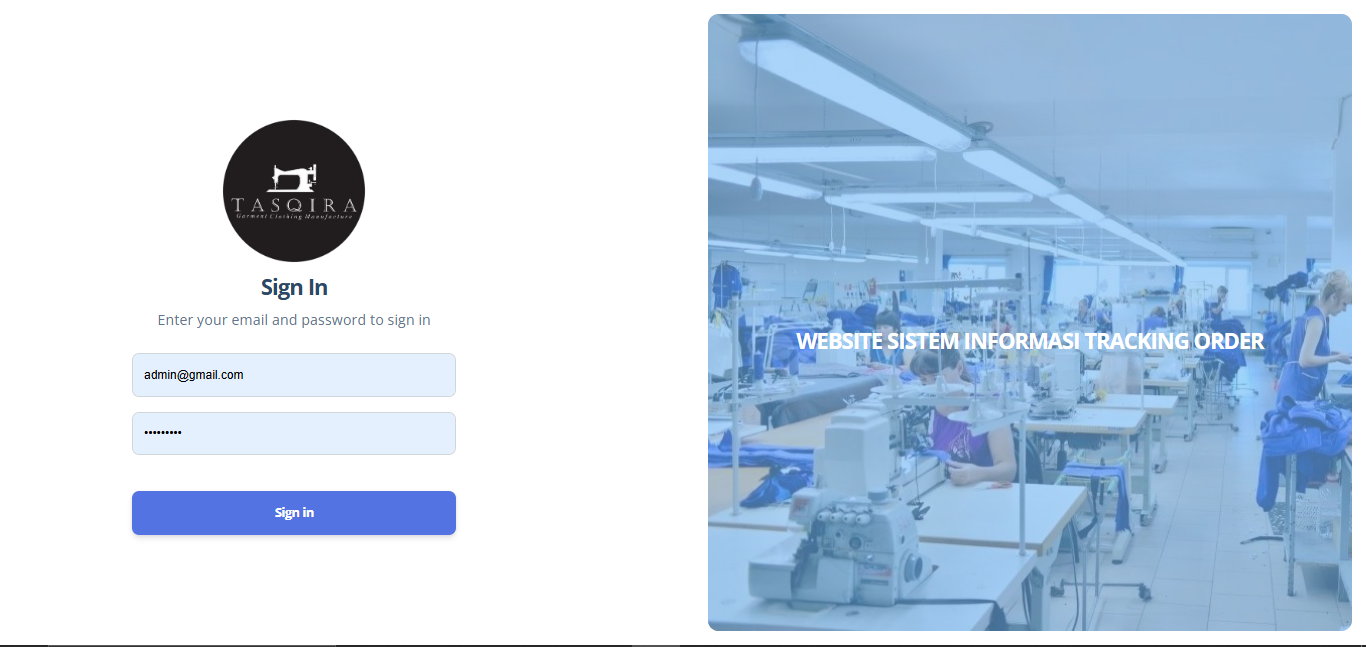 TASQIRA
Garment Clothing Manufacture
Sign In
Enter your email and password to sign in
admin@gmail.com
•••••••••
Sign in
WEBSITE SISTEM INFORMASI TRACKING ORDER